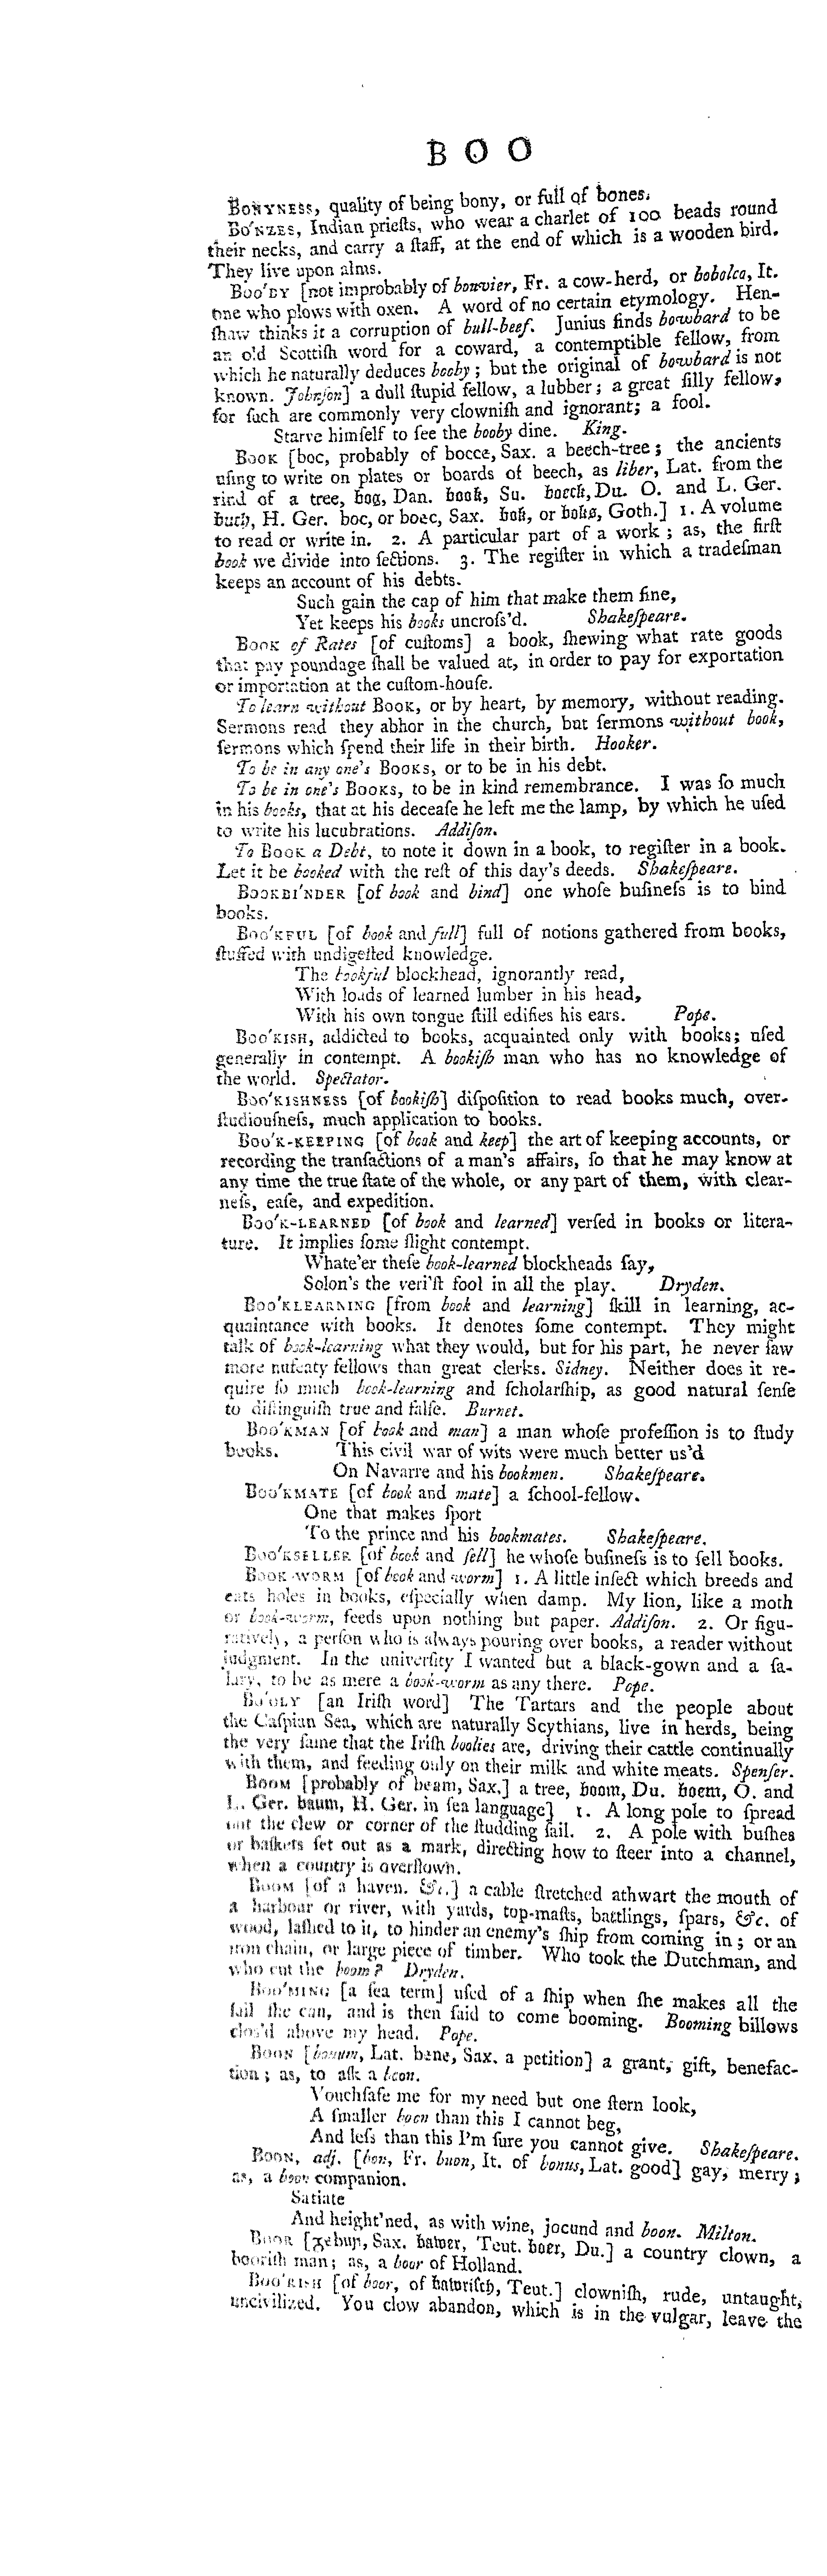 B O O
BONYNESS, quality of being bony, or full of bones.
BO'NZES, Indian prieſts, who wear a charlet of 100 beads round
their necks, and carry a ſtaff, at the end of which is a wooden bird.
They live upon alms.
BOO'BY [not improbably of bouvier, Fr. a cow-herd, or bobolca, It.
one who plows with oxen. A word of no certain etymology. Hen-
ſhaw thinks it a corruption of bull-beef. Junius finds bowbard to be
an old Scottiſh word for a coward, a contemptible fellow, from
which he naturally deduces booby; but the original of bowbard is not
known. Johnſon] a dull ſtupid fellow, a lubber; a great ſilly fellow,
for ſuch are commonly very clowniſh and ignorant; a fool.
Starve himſelf to ſee the booby dine. King.
BOOK [boc, probably of bocce, Sax. a beech-tree; the ancients
uſing to write on plates or boards of beech, as liber, Lat. from the
rind of a tree, bog, Dan. book, Su. boeck, Du. O. and L. Ger.
buch, H. Ger. boc, or boec, Sax. bok, or boks, Goth.] 1. A volume
to read or write in. 2. A particular part of a work; as, the firſt
book we divide into ſections. 3. The regiſter in which a tradeſman
keeps an account of his debts.
Such gain the cap of him that make them fine,
Yet keeps his books uncroſs'd. Shakeſpeare.
BOOK of Rates [of cuſtoms] a book, ſhewing what rate goods
that pay poundage ſhall be valued at, in order to pay for exportation
or importation at the cuſtom-houſe.
To learn without BOOK, or by heart, by memory, without reading.
Sermons read they abhor in the church, but ſermons without book,
ſermons which ſpend their life in their birth. Hooker.
To be in any one's BOOKS, or to be in his debt.
To be in one's BOOKS, to be in kind remembrance. I was ſo much
in his books, that at his deceaſe he left me the lamp, by which he uſed
to write his lucubrations. Addiſon.
To BOOK a Debt, to note it down in a book, to regiſter in a book.
Let it be booked with the reſt of this day's deeds. Shakeſpeare.
BOOKBI'NDER [of book and bind] one whoſe buſineſs is to bind
books.
BOO'KFUL [of book and full] full of notions gathered from books,
ſtuffed with undigeſted knowledge.
The bookful blockhead, ignorantly read,
With loads of learned lumber in his head,
With his own tongue ſtill edifies his ears. Pope.
BOO'KISH, addicted to books, acquainted only with books; uſed
generally in contempt. A bookiſh man who has no knowledge of
the world. Spectator.
BOO'KISHNESS [of bookiſh] diſpoſition to read books much, over-
ſtudiouſneſs, much application to books.
BOO'K-KEEPING [of book and keep] the art of keeping accounts, or
recording the tranſactions of a man's affairs, ſo that he may know at
any time the true ſtate of the whole, or any part of them, with clear-
neſs, eaſe, and expedition.
BOO'K-LEARNED [of book and learned] verſed in books or litera-
ture. It implies ſome ſlight contempt.
Whate'er theſe book-learned blockheads ſay,
Solon's the veri'ſt fool in all the play. Dryden.
BOO'KLEARNING [from book and learning] ſkill in learning, ac-
quaintance with books. It denotes ſome contempt. They might
talk of book-learning what they would, but for his part, he never ſaw
more fellows than great clerks. Sidney. Neither does it re-
quire ſo much book-learning and ſcholarſhip, as good natural ſenſe
to diſtinguiſh true and falſe. Burnet.
BOO'KMAN [of book and man] a man whoſe profeſſion is to ſtudy
books. This civil war of wits were much better us'd
On Navarre and his bookmen. Shakeſpeare.
BOO'KMATE [of book and mate] a ſchool-fellow.
One that makes ſport
To the prince and his bookmates. Shakeſpeare.
BOO'KSELLER [of book and ſell] he whoſe buſineſs is to ſell books.
BOOK-WORM [of book and worm] 1. A little inſect which breeds and
eats holes in books, eſpecially when damp. My lion, like a moth
or book-worm, feeds upon nothing but paper. Addiſon. 2. Or figu-
ratively, a perſon who is always pouring over books, a reader without
judgment. In the univerſity I wanted but a black-gown and a ſa-
lary, to be as mere a book-worm as any there. Pope.
BO'OLY [an Iriſh word] The Tartars and the people about
the Caſpian Sea, which are naturally Scythians, live in herds, being
the very ſame that the Iriſh boolies are, driving their cattle continually
with them, and feeding only on their milk and white meats. Spenſer.
BOOM [probably of beam, Sax.] a tree, boom, Du. boem, O. and
L. Ger. baum, H. Ger. in ſea language] 1. A long pole to ſpread
out the clew or corner of the ſtudding ſail. 2. A pole with buſhes
or baſkets ſet out as a mark, directing how to ſteer into a channel,
when a country is overflown.
BOOM [of a haven. &c.] a cable ſtretched athwart the mouth of
a harbour or river, with yards, top-maſts, battlings, ſpars, &c. of
wood, laſhed to it, to hinder an enemy's ſhip from coming in; or an
iron chain, or large piece of timber. Who took the Dutchman, and
who cut the boom? Dryden.
BOO'MING [a ſea term] uſed of a ſhip when ſhe makes all the
ſail ſhe can, and is then ſaid to come booming. Booming billows
clos'd above my head. Pope.
BOON [bonum, Lat. bene, Sax. a petition] a grant, gift, benefac-
tion; as, to aſk a boon.
Vouchſafe me for my need but one ſtern look,
A ſmaller boon than this I cannot beg,
And leſs than this I'm ſure you cannot give. Shakeſpeare.
BOON, adj. [bon, Fr. buon, It. of bonus, Lat. good] gay, merry;
as, a boon companion.
Satiate
And height'ned, as with wine, jocund and boon. Milton.
BOOR [Sax. bawer, Teut. boer, Du.] a country clown, a
booriſh man; as, a boor of Holland.
BOO'RISH [of boor, of bawriſch, Teut.] clowniſh, rude, untaught,
uncivilized. You clow abandon, which is in the vulgar, leave the